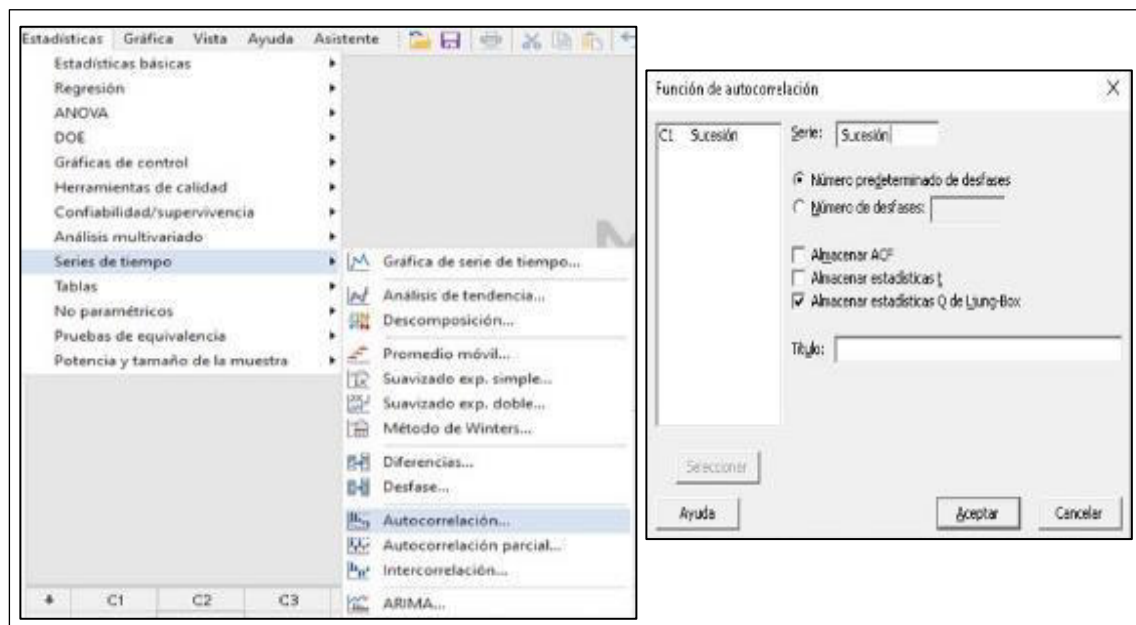 Estadísticas Gráfica Vista Ayuda Asistente
Estadísticas básicas
Regresión
ANOVA
DOE
Gráficas de control
Herramientas de calidad
Confiabilidad/supervivencia
Análisis multivariado
Series de tiempo
Tablas
No paramétricos
Pruebas de equivalencia
Potencia y tamaño de la muestra
Gráfica de serie de tiempo...
Análisis de tendencia...
Descomposición...
Promedio móvil...
Suavizado exp. simple...
Suavizado exp. doble...
Método de Winters...
Diferencias...
Desfase...
Autocorrelación...
Autocorrelación parcial...
Intercorrelación...
ARIMA...
C1 C2 C3
Función de autocorrelación
C1 Sucesión
Serie: Sucesión
Número predeterminado de desfases
Número de desfases:
Almacenar ACF
Almacenar estadísticas t
Almacenar estadísticas Q de Ljung-Box
Título:
Seleccionar
Ayuda
Aceptar
Cancelar